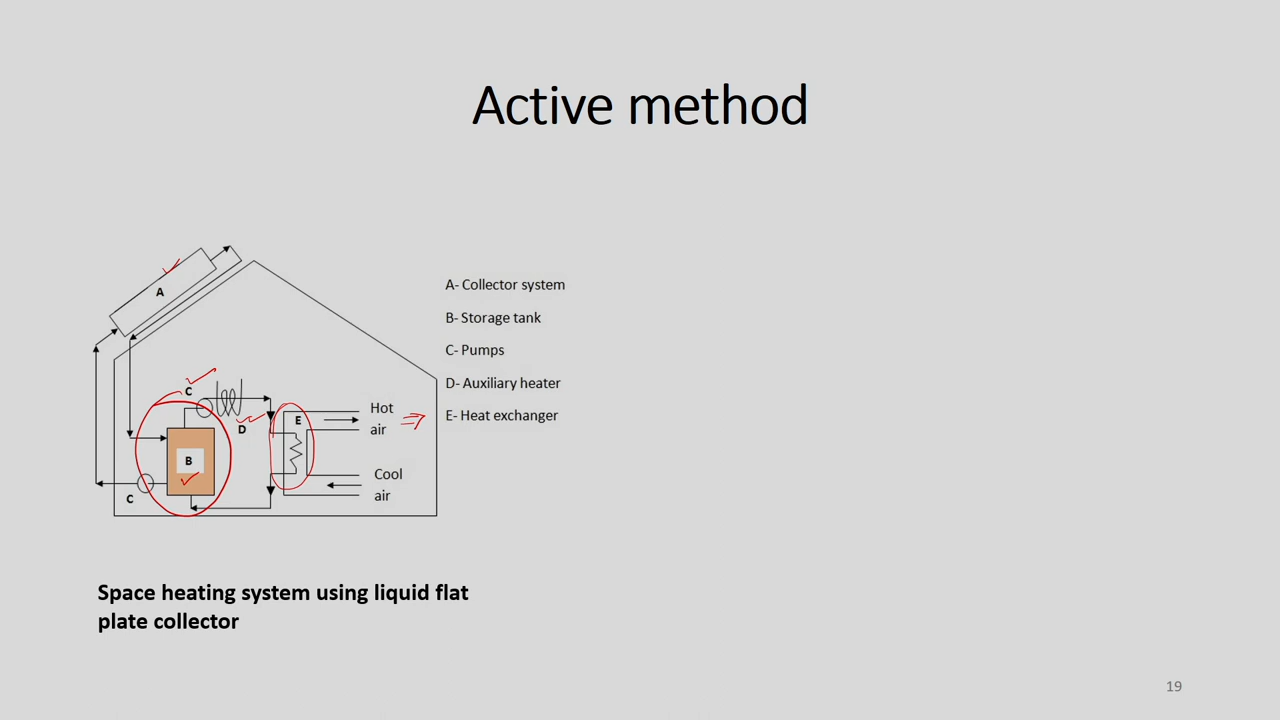 Active method
A
A- Collector system
B- Storage tank
C- Pumps
D- Auxiliary heater
E- Heat exchanger
C
D
E
Hot
air
B
C
Cool
air
Space heating system using liquid flat
plate collector
19